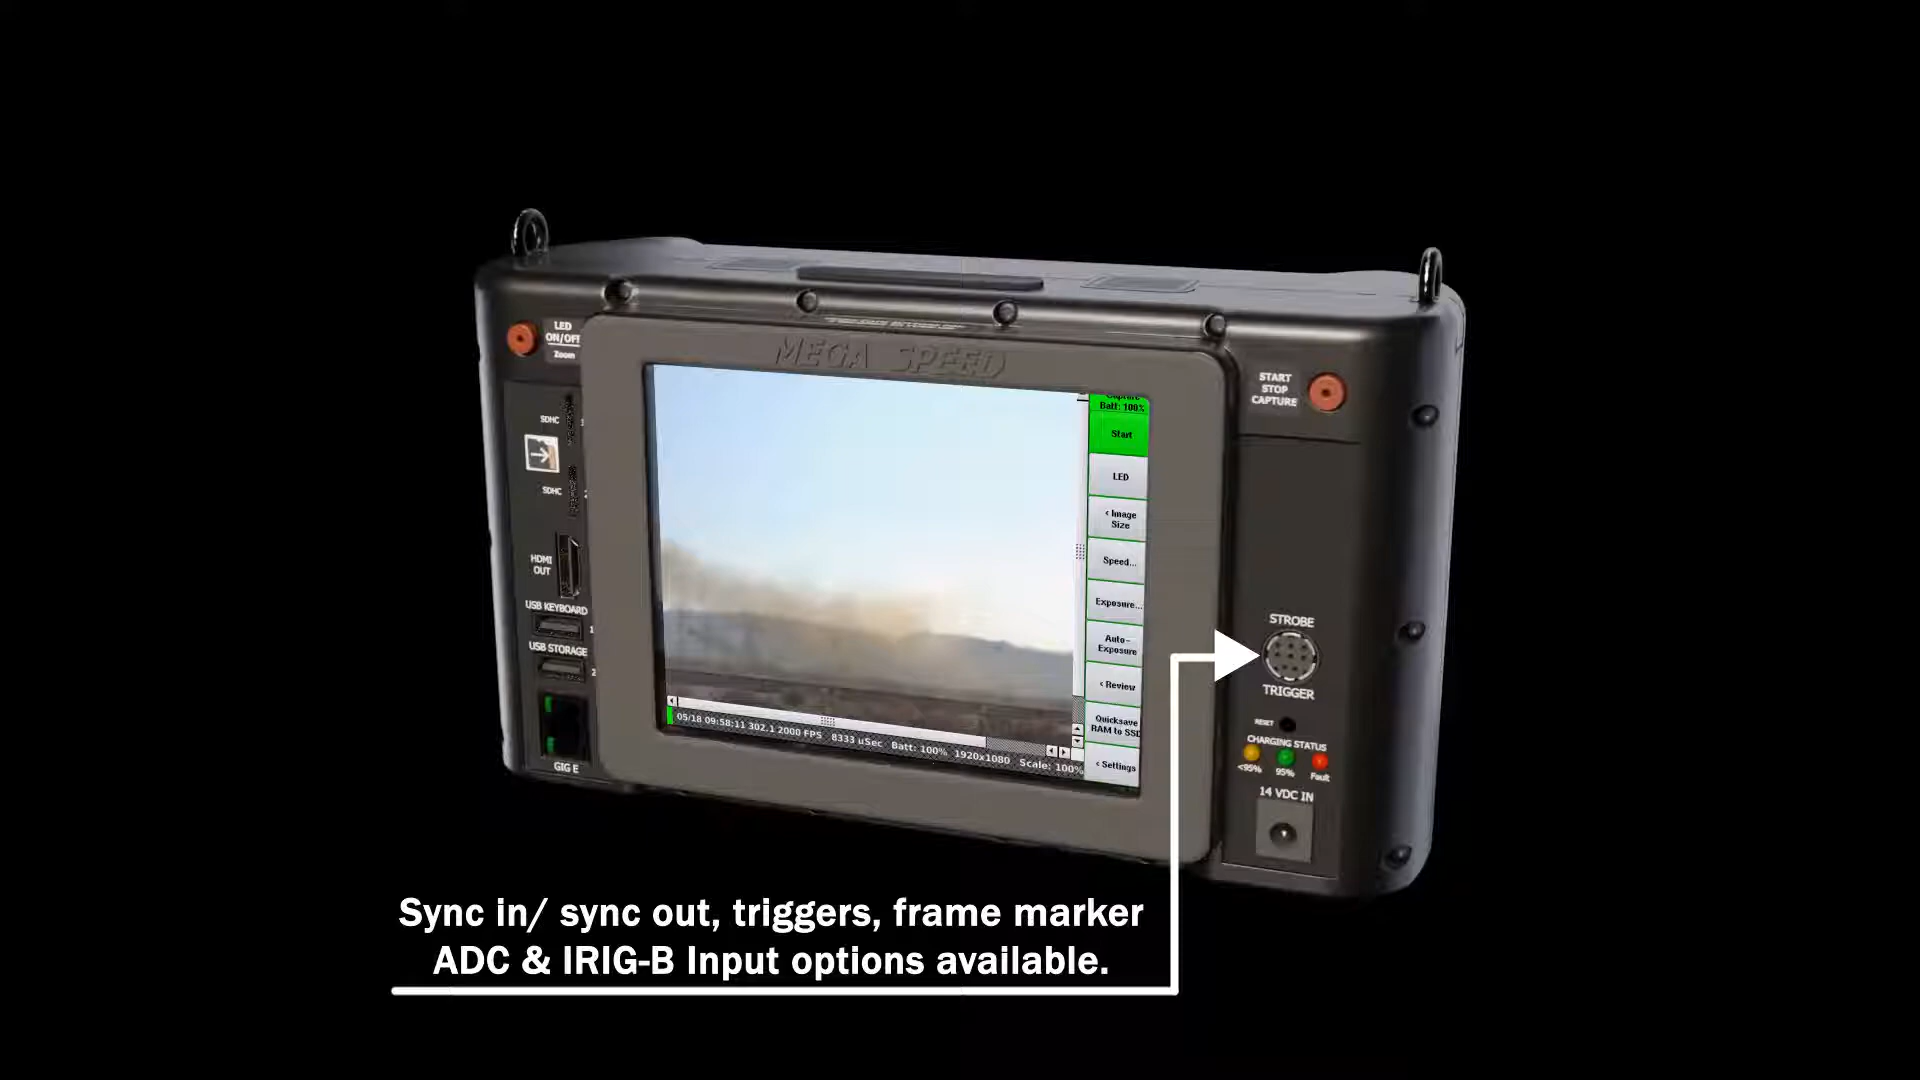 MEGA SPEED
LED
ON/OFF
Zoom
SDHC
SDHC
HDMI
OUT
USB KEYBOARD
1
USB STORAGE
2
GIG E
Capture
Batt: 100%
Start
LED
< Image
Size
Speed...
Exposure...
Auto-
Exposure
< Review
Quicksave
RAM to SSD
< Settings
05/18 09:58:11 302.1 2000 FPS 8333 uSec Batt: 100% 1920x1080 Scale: 100%
START
STOP
CAPTURE
STROBE
TRIGGER
RESET
CHARGING STATUS
<95% 95% Fault
14 VDC IN
Sync in/ sync out, triggers, frame marker
ADC & IRIG-B Input options available.